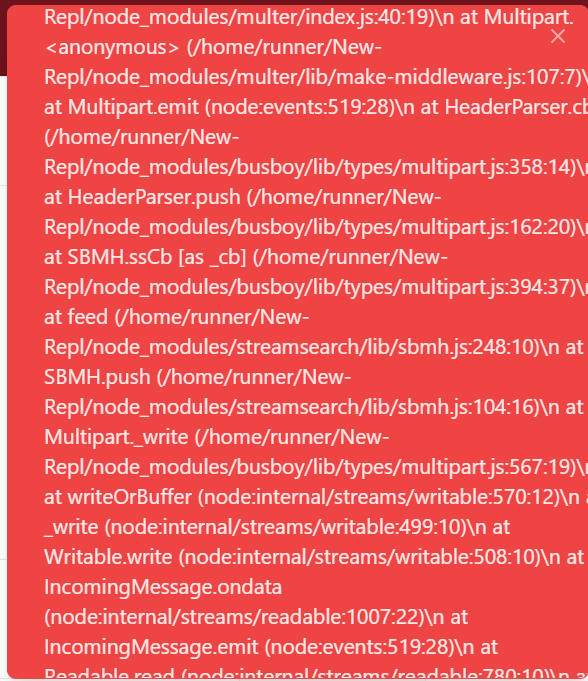 Repl/node_modules/multer/index.js:40:19)\n at Multipart.
<anonymous> (/home/runner/New-
Repl/node_modules/multer/lib/make-middleware.js:107:7)\
at Multipart.emit (node:events:519:28)\n at HeaderParser.cb
(/home/runner/New-
Repl/node_modules/busboy/lib/types/multipart.js:358:14)\n
at HeaderParser.push (/home/runner/New-
Repl/node_modules/busboy/lib/types/multipart.js:162:20)\n
at SBMH.ssCb [as _cb] (/home/runner/New-
Repl/node_modules/busboy/lib/types/multipart.js:394:37)\n
at feed (/home/runner/New-
Repl/node_modules/streamsearch/lib/sbmh.js:248:10)\n at
SBMH.push (/home/runner/New-
Repl/node_modules/streamsearch/lib/sbmh.js:104:16)\n at
Multipart._write (/home/runner/New-
Repl/node_modules/busboy/lib/types/multipart.js:567:19)\n
at writeOrBuffer (node:internal/streams/writable:570:12)\n a
_write (node:internal/streams/writable:499:10)\n at
Writable.write (node:internal/streams/writable:508:10)\n at
IncomingMessage.ondata
(node:internal/streams/readable:1007:22)\n at
IncomingMessage.emit (node:events:519:28)\n at
Readable.read (node:internal/streams/readable:780:10)\\n a